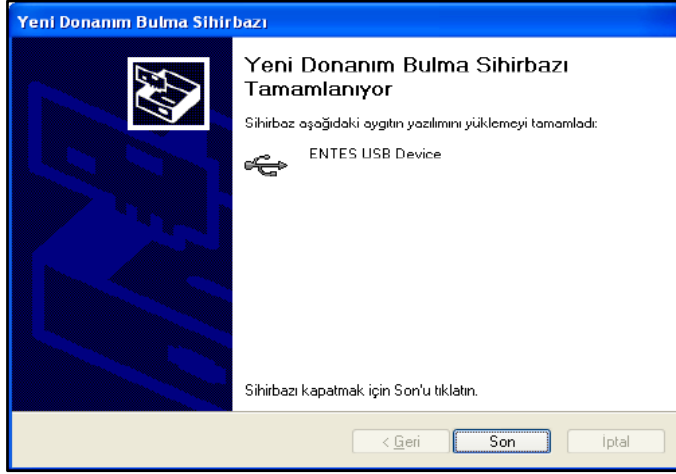 Yeni Donanım Bulma Sihirbazı
Yeni Donanım Bulma Sihirbazı
Tamamlanıyor
Sihirbaz aşağıdaki aygıtın yazılımını yüklemeyi tamamladı:
ENTES USB Device
Sihirbazı kapatmak için Son'u tıklatın.
< Geri
Son
İptal